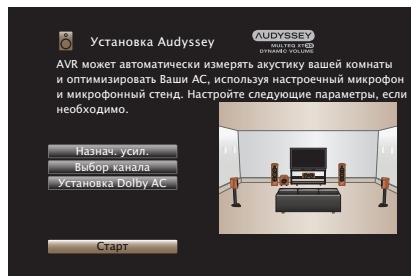 Установка Audyssey
AUDYSSEY
MULTEQ XT32
DYNAMIC VOLUME
AVR может автоматически измерять акустику вашей комнаты
и оптимизировать Ваши АС, используя настроечный микрофон
и микрофонный стенд. Настройте следующие параметры, если
необходимо.
Назнач. усил.
Выбор канала
Установка Dolby АС
Старт